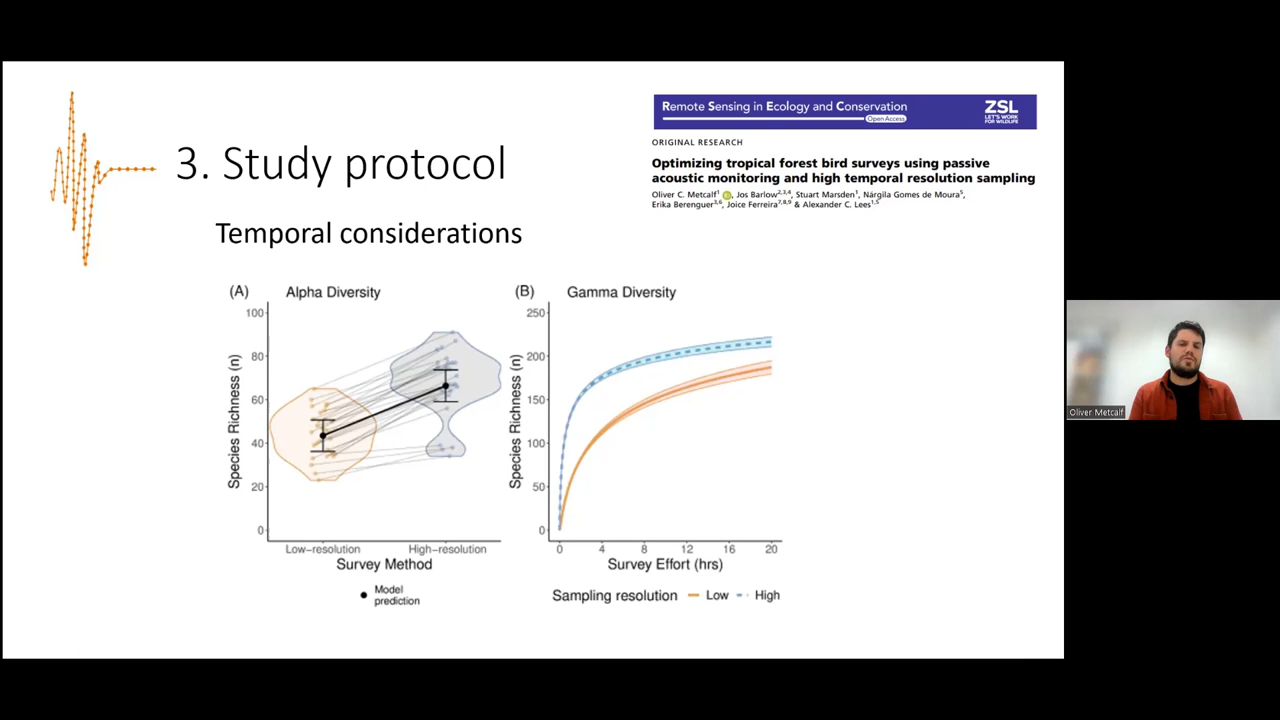 Remote Sensing in Ecology and Conservation
Open Access
ZSL
LET'S WORK
FOR WILDLIFE
ORIGINAL RESEARCH
Optimizing tropical forest bird surveys using passive
acoustic monitoring and high temporal resolution sampling
Oliver C. Metcalf1, Jos Barlow2,3,4, Stuart Marsden1, Nárgila Gomes de Moura5,
Erika Berenguer3,6, Joice Ferreira7,8,9 & Alexander C. Lees1,5
3. Study protocol
Temporal considerations
(A) Alpha Diversity
Species Richness (n)
100
80
60
40
20
0
Low-resolution High-resolution
Survey Method
Model
prediction
(B) Gamma Diversity
Species Richness (n)
250
200
150
100
50
0
0 4 8 12 16 20
Survey Effort (hrs)
Sampling resolution Low High
Oliver Metcalf